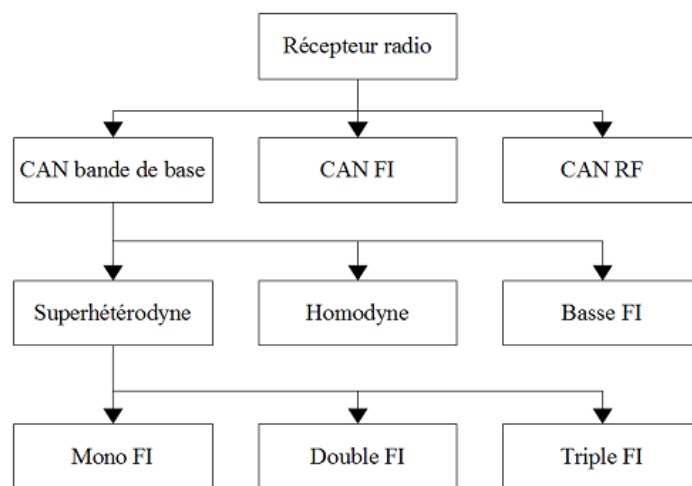 Récepteur radio
CAN bande de base
CAN FI
CAN RF
Superhétérodyne
Homodyne
Basse FI
Mono FI
Double FI
Triple FI